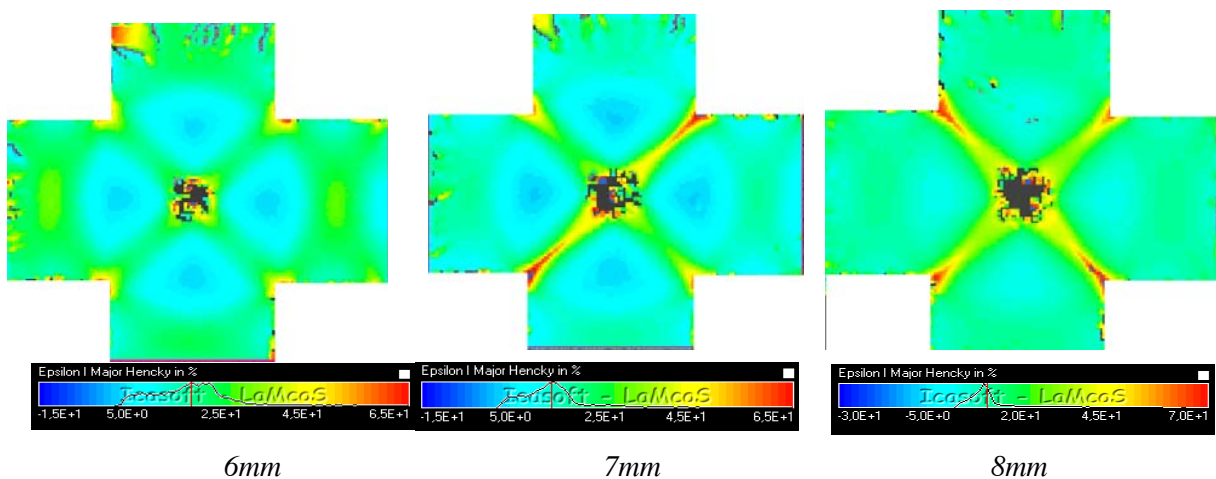 Epsilon I Major Hencky in %
Icasoft - LaMcoS
-1,5E+1 5,0E+0 2,5E+1 4,5E+1 6,5E+1
6mm
Epsilon I Major Hencky in %
Icasoft - LaMcoS
-1,5E+1 5,0E+0 2,5E+1 4,5E+1 6,5E+1
7mm
Epsilon I Major Hencky in %
Icasoft - LaMcoS
-3,0E+1 -5,0E+0 2,0E+1 4,5E+1 7,0E+1
8mm